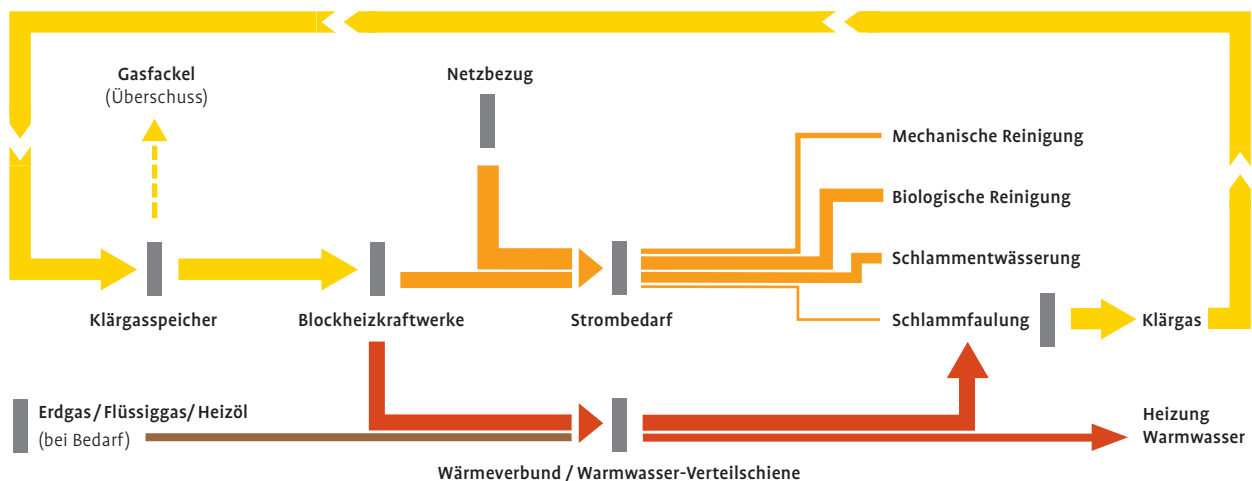 Gasfackel
(Überschuss)
Netzbezug
Mechanische Reinigung
Biologische Reinigung
Schlammentwässerung
Klärgasspeicher
Blockheizkraftwerke
Strombedarf
Schlammfaulung
Klärgas
Erdgas/Flüssiggas/Heizöl
(bei Bedarf)
Heizung
Warmwasser
Wärmeverbund / Warmwasser-Verteilschiene